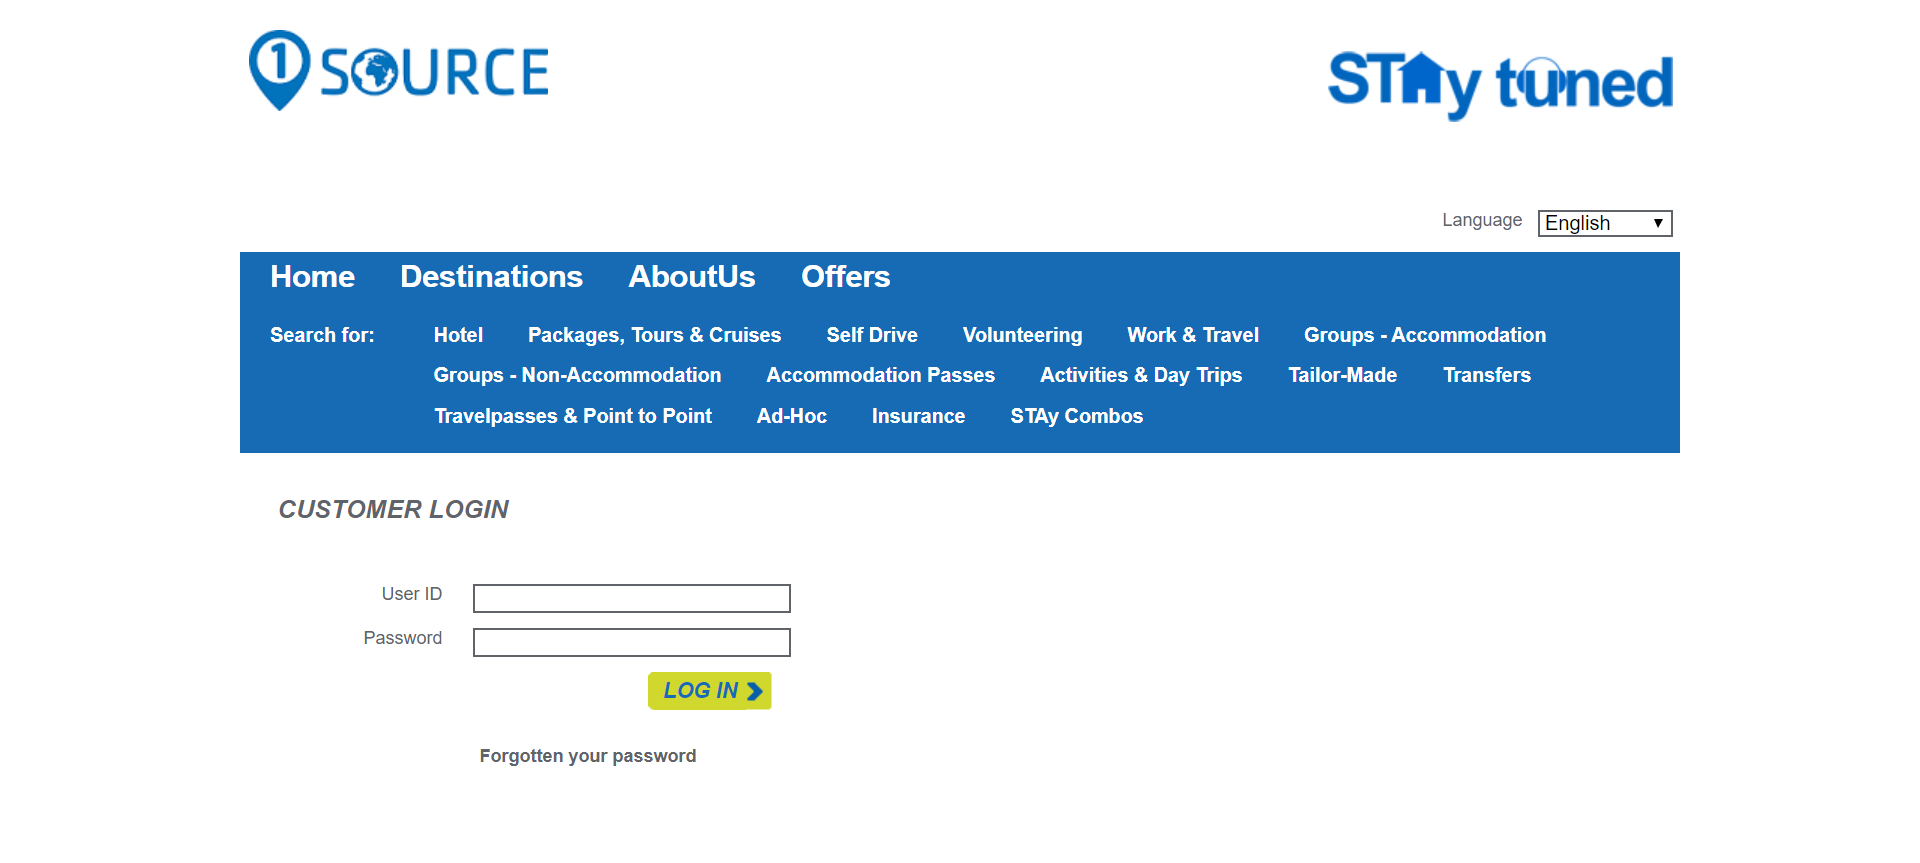 1 SOURCE
STAy tuned
Language English
Home Destinations AboutUs Offers
Search for: Hotel Packages, Tours & Cruises Self Drive Volunteering Work & Travel Groups - Accommodation
Groups - Non-Accommodation Accommodation Passes Activities & Day Trips Tailor-Made Transfers
Travelpasses & Point to Point Ad-Hoc Insurance STAy Combos
CUSTOMER LOGIN
User ID
Password
LOG IN
Forgotten your password